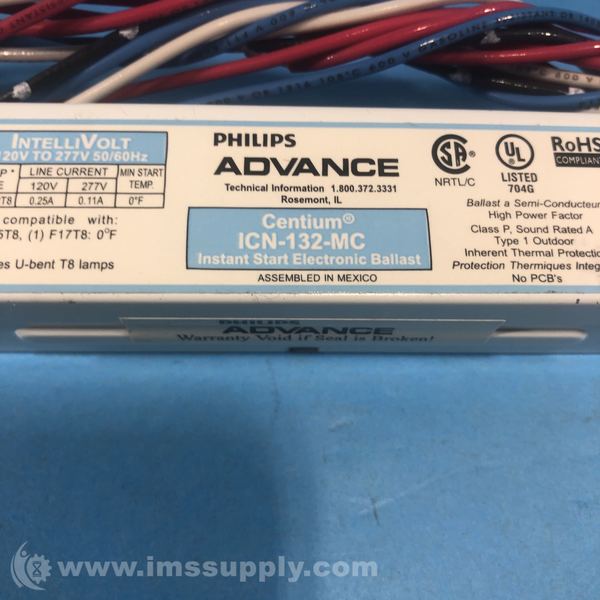 INTELLIVOLT
120V TO 277V 50/60Hz
LINE CURRENT
MIN START
TEMP.
120V
277V
0.25A
0.11A
0°F
compatible with:
5T8, (1) F17T8: 0°F
U-bent T8 lamps
PHILIPS
ADVANCE
Technical Information 1.800.372.3331
Rosemont, IL
Centium®
ICN-132-MC
Instant Start Electronic Ballast
ASSEMBLED IN MEXICO
SA
NRTL/C
UL
LISTED
704G
RoHS
COMPLIANT
Ballast a Semi-Conducteur
High Power Factor
Class P, Sound Rated A
Type 1 Outdoor
Inherent Thermal Protection
Protection Thermiques Integ
No PCB's
PHILIPS
ADVANCE
Warranty Void if Seal is Broken!
www.imssupply.com